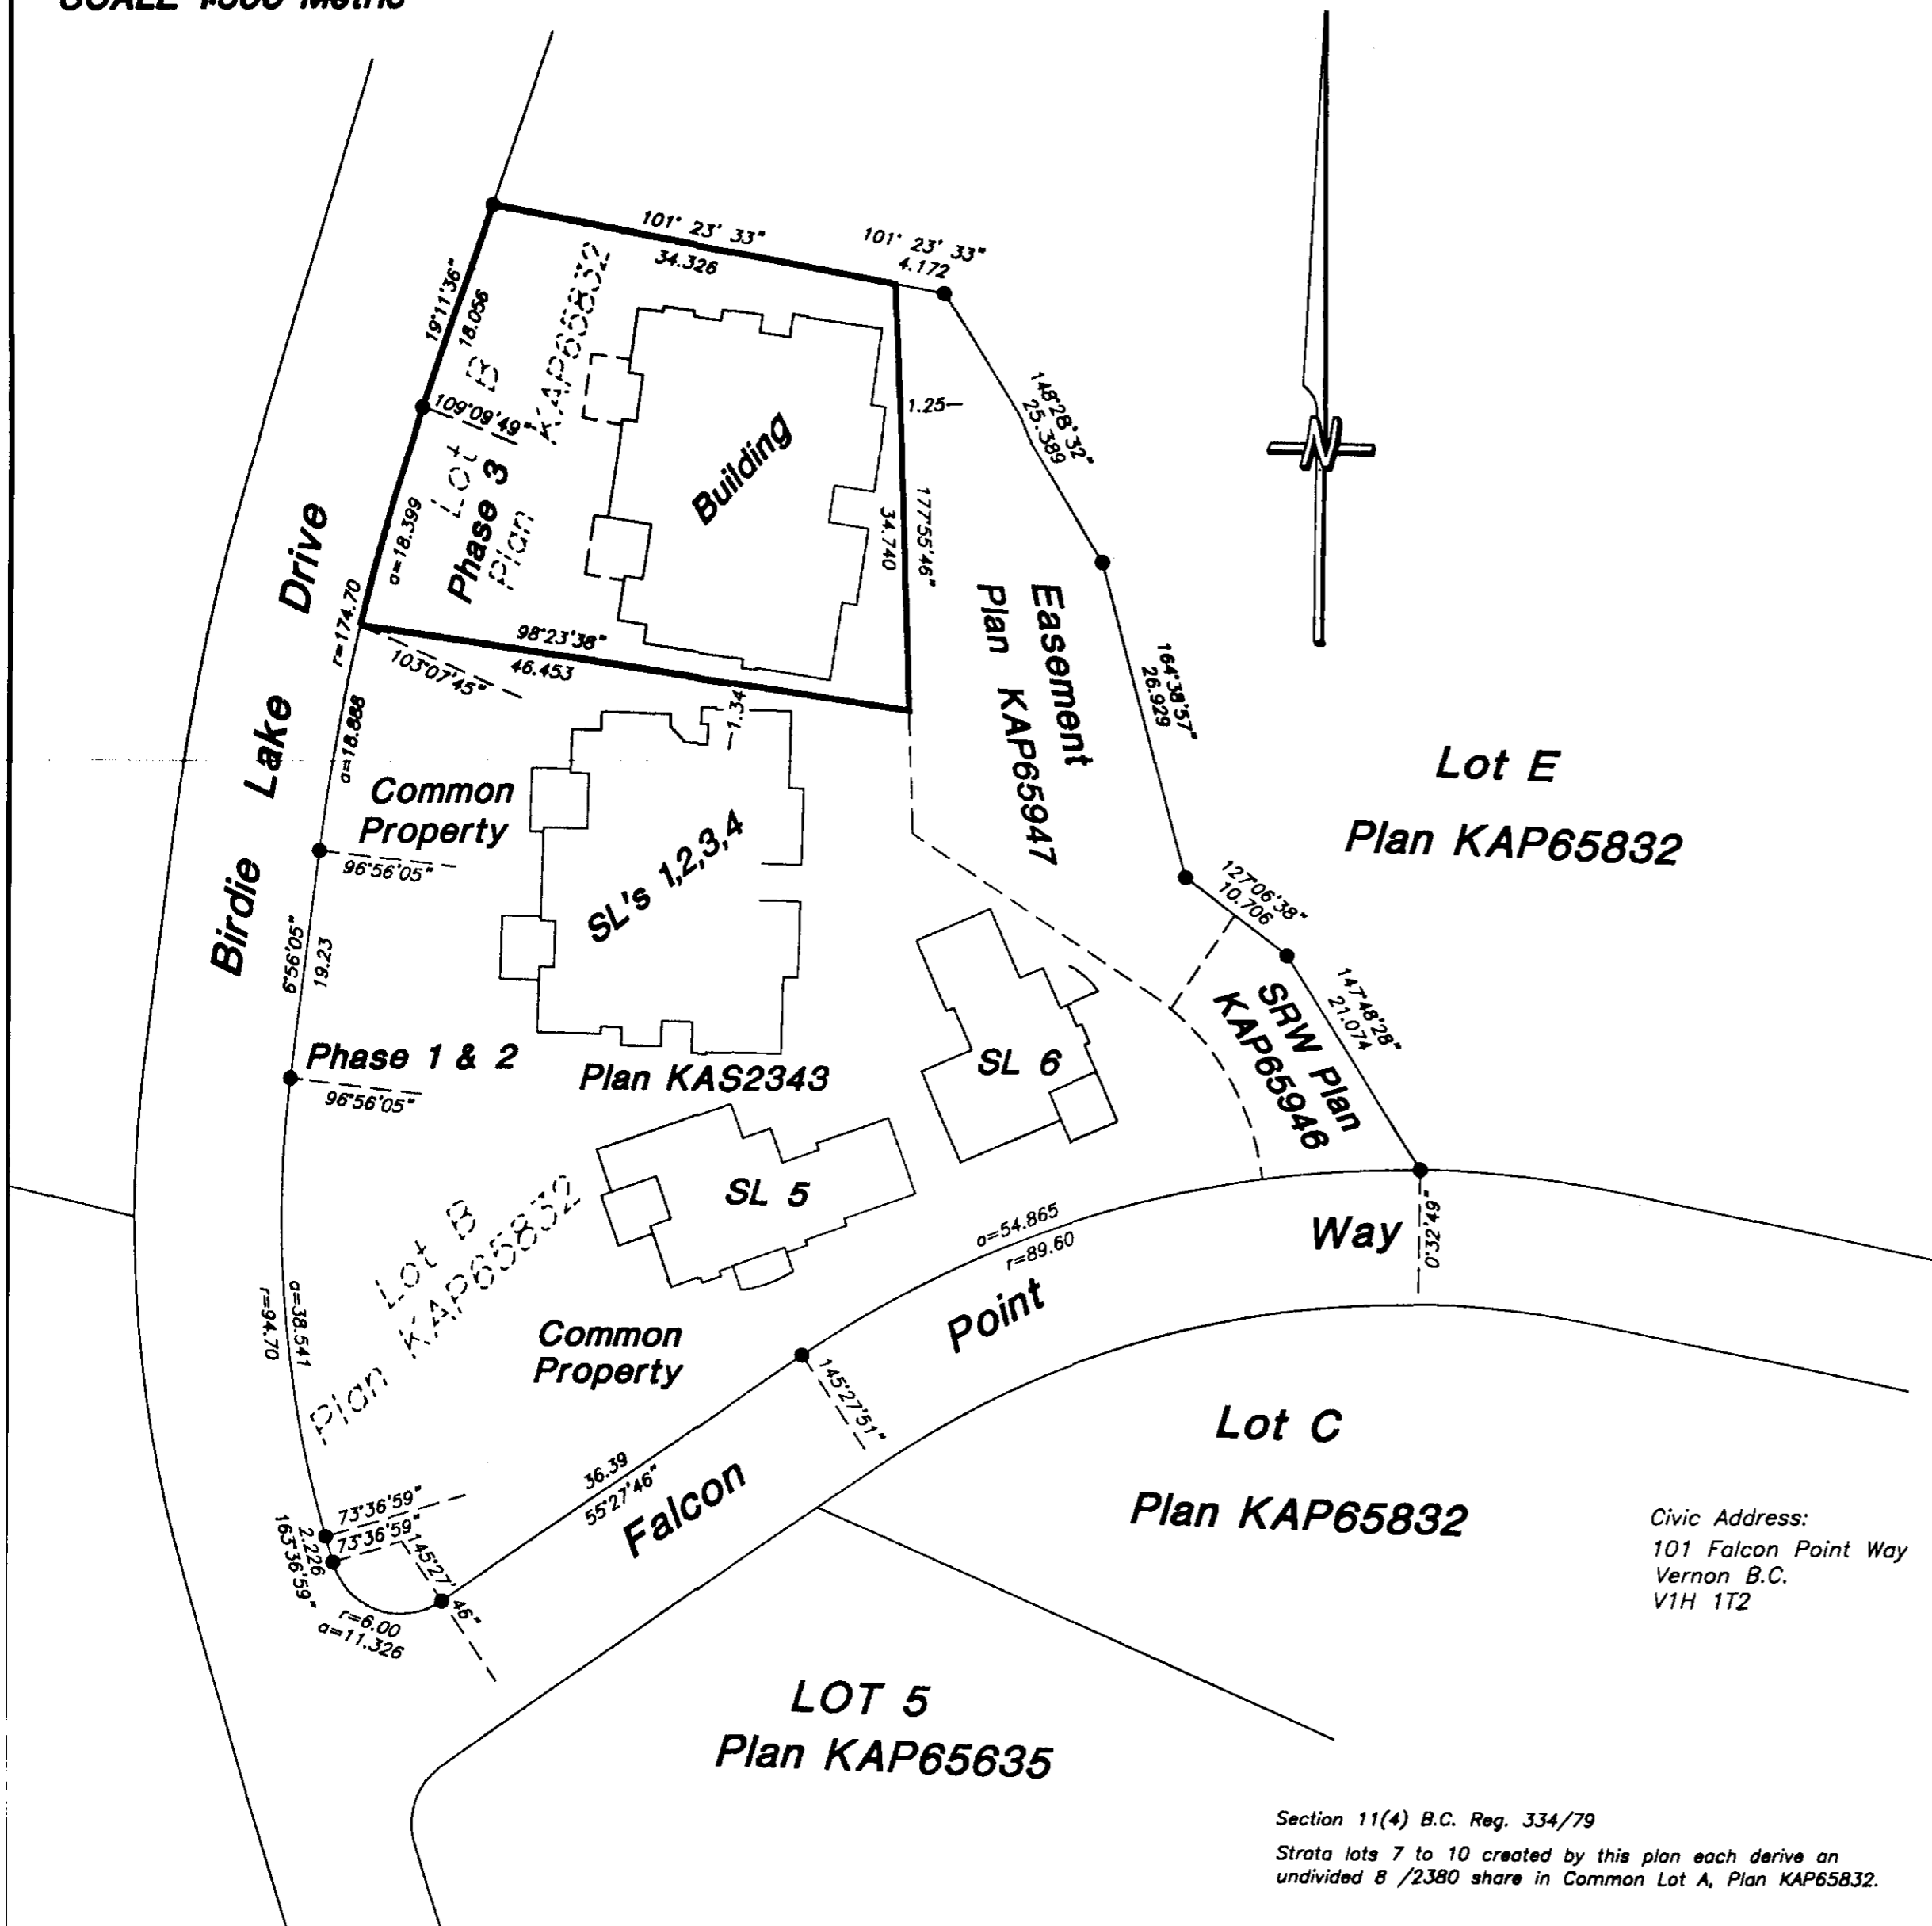 SCALE 1:500 Metric
N
101° 23' 33"
34.326
101° 23' 33"
4.172
19°11'36"
18.056
Lot B
Plan KAP65832
109°09'49"
Phase 3
a=18.399
r=174.70
Building
1.25
177°55'46"
34.740
148°28'32"
25.389
98°23'38"
46.453
103°07'45"
Easement
Plan KAP65947
164°38'57"
26.929
Birdie Lake Drive
a=18.888
Common
Property
1.34
SL's 1,2,3,4
96°56'05"
6°56'05"
19.23
Lot E
Plan KAP65832
127°06'38"
10.706
147°48'28"
21.074
SRW Plan
KAP65946
Phase 1 & 2
96°56'05"
Plan KAS2343
SL 6
SL 5
Lot B
Plan KAP65832
a=38.541
r=94.70
Common
Property
a=54.865
r=89.60
0°32'49"
Falcon Point Way
145°27'51"
36.39
55°27'46"
73°36'59"
73°36'59"
2.226
163°36'59"
145°27'46"
r=6.00
a=11.326
Lot C
Plan KAP65832
Civic Address:
101 Falcon Point Way
Vernon B.C.
V1H 1T2
LOT 5
Plan KAP65635
Section 11(4) B.C. Reg. 334/79
Strata lots 7 to 10 created by this plan each derive an
undivided 8 /2380 share in Common Lot A, Plan KAP65832.